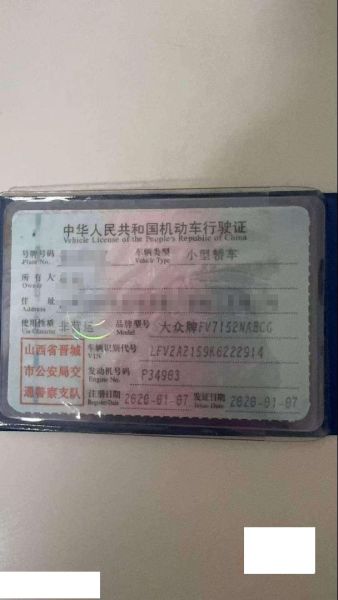 中华人民共和国机动车行驶证
Vehicle License of the People's Republic of China
号牌号码 Plate No. 车辆类型 Vehicle Type 小型轿车
所有人 Owner
住址 Address
使用性质 Use Character 非营运 品牌型号 Model 大众牌FV7152NABCG
山西省晋城
市公安局交
通警察支队
车辆识别代号 VIN LFV2A2159K6222914
发动机号码 Engine No. P34983
注册日期 Register Date 2020-01-07 发证日期 Issue Date 2020-01-07